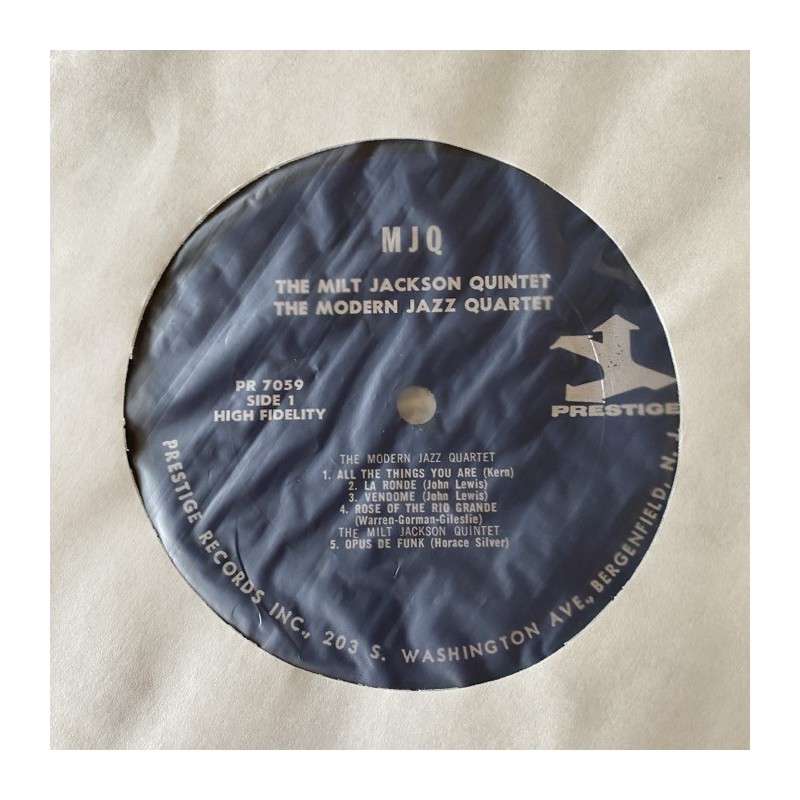 MJQ
THE MILT JACKSON QUINTET
THE MODERN JAZZ QUARTET
PR 7059
SIDE 1
HIGH FIDELITY
PRESTIGE
THE MODERN JAZZ QUARTET
1. ALL THE THINGS YOU ARE (Kern)
2. LA RONDE (John Lewis)
3. VENDOME (John Lewis)
4. ROSE OF THE RIO GRANDE
(Warren-Gorman-Gileslie)
THE MILT JACKSON QUINTET
5. OPUS DE FUNK (Horace Silver)
PRESTIGE RECORDS INC., 203 S. WASHINGTON AVE., BERGENFIELD, N. J.